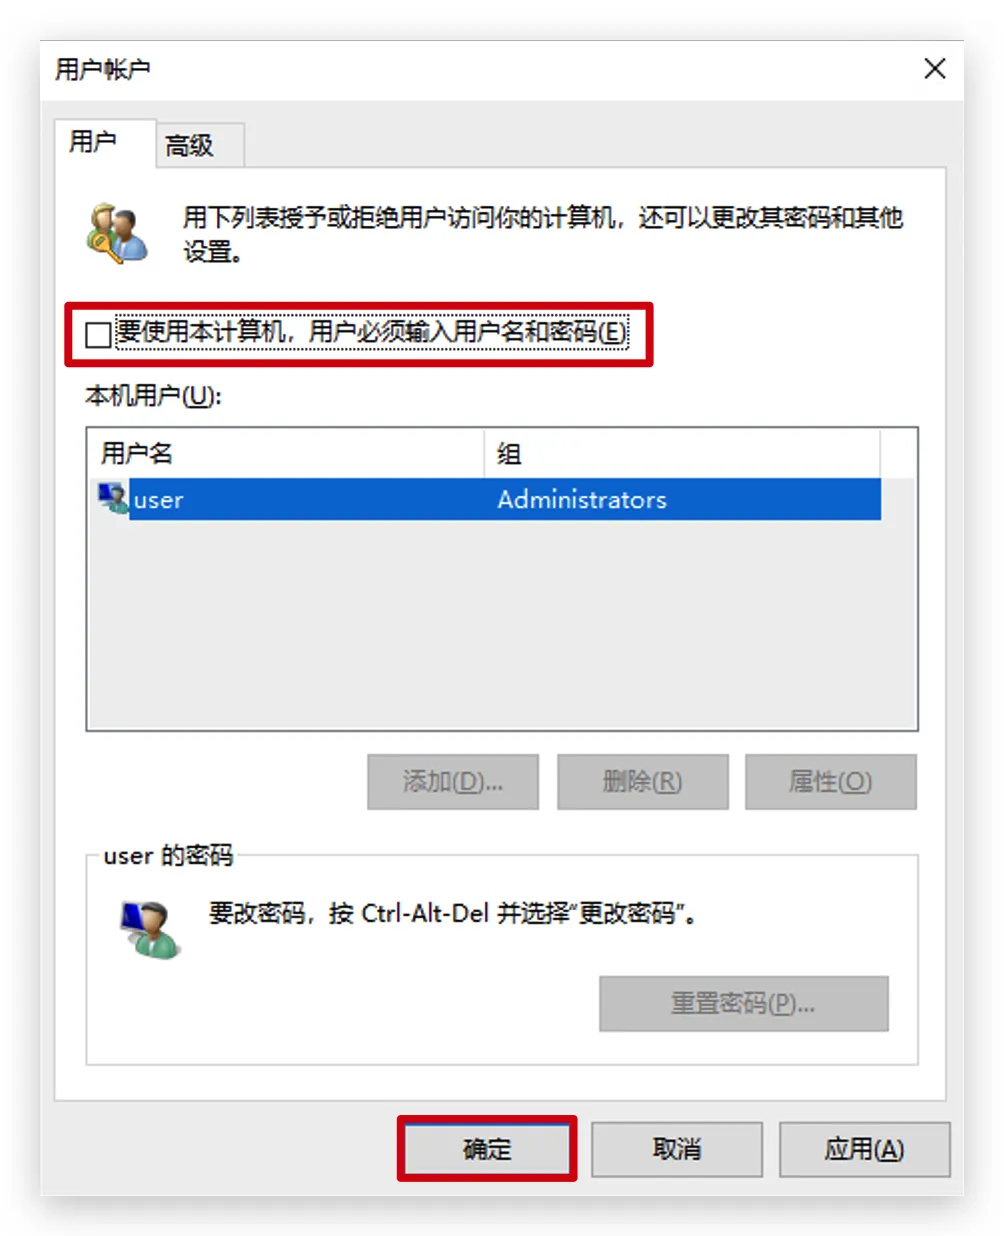 用户帐户
用户
高级
用下列表授予或拒绝用户访问你的计算机，还可以更改其密码和其他
设置。
要使用本计算机，用户必须输入用户名和密码(E)
本机用户(U):
用户名 组
user Administrators
添加(D)... 删除(R) 属性(O)
user 的密码
要改密码，按 Ctrl-Alt-Del 并选择"更改密码"。
重置密码(P)...
确定 取消 应用(A)